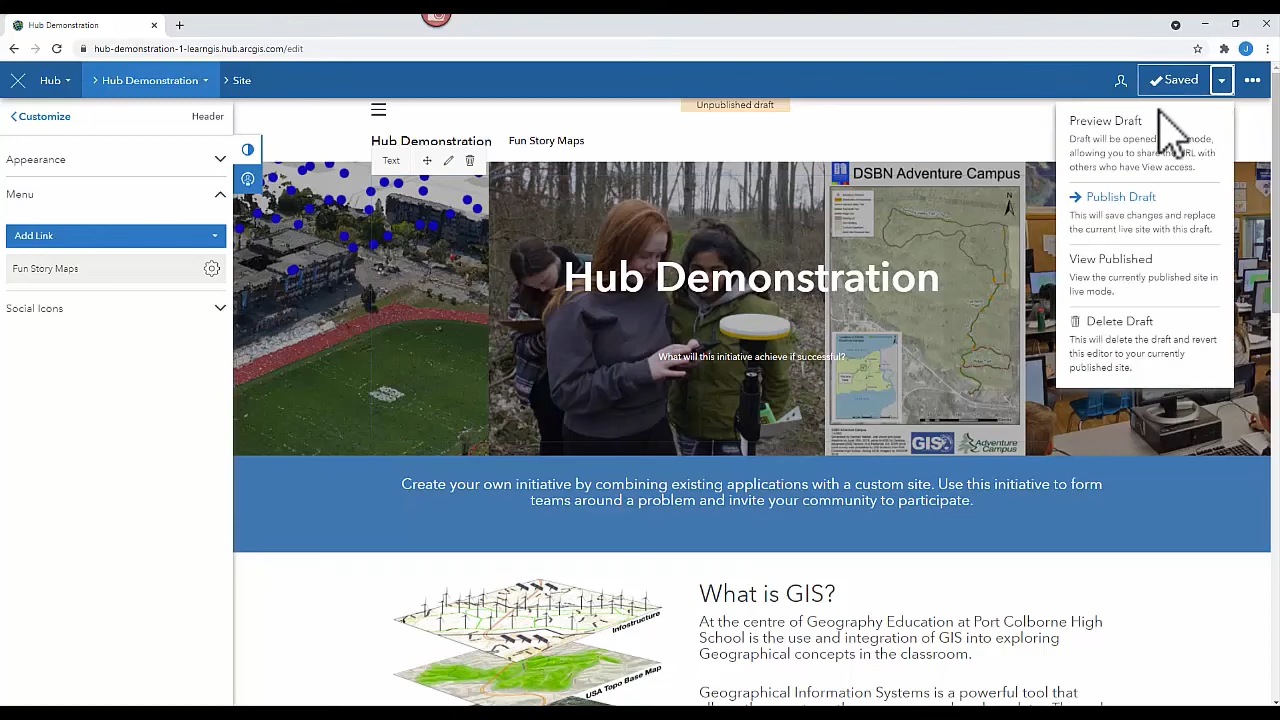 Hub Demonstration
hub-demonstration-1-learngis.hub.arcgis.com/edit
J
Hub
Hub Demonstration
Site
Saved
Customize
Header
Unpublished draft
Preview Draft
Draft will be opened mode,
allowing you to share the URL with
others who have View access.
Publish Draft
This will save changes and replace
the current live site with this draft.
View Published
View the currently published site in
live mode.
Delete Draft
This will delete the draft and revert
this editor to your currently
published site.
Appearance
Menu
Add Link
Fun Story Maps
Social Icons
Hub Demonstration
Fun Story Maps
Text
DSBN Adventure Campus
N
Hub Demonstration
What will this initiative achieve if successful?
GIS
Adventure
Campus
Create your own initiative by combining existing applications with a custom site. Use this initiative to form
teams around a problem and invite your community to participate.
Infostructure
USA Topo Base Map
What is GIS?
At the centre of Geography Education at Port Colborne High
School is the use and integration of GIS into exploring
Geographical concepts in the classroom.
Geographical Information Systems is a powerful tool that